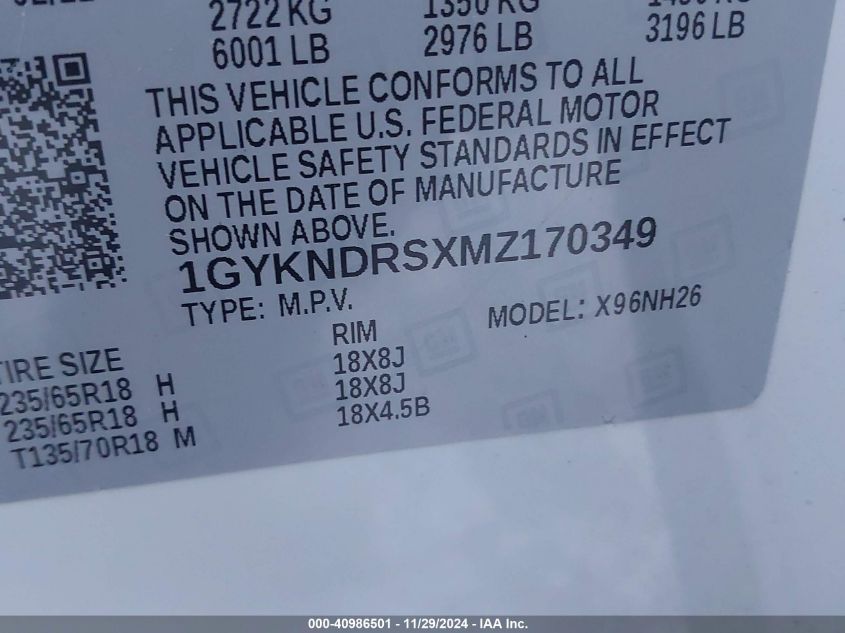 2722 KG 1350 KG
6001 LB 2976 LB 3196 LB
THIS VEHICLE CONFORMS TO ALL
APPLICABLE U.S. FEDERAL MOTOR
VEHICLE SAFETY STANDARDS IN EFFECT
ON THE DATE OF MANUFACTURE
SHOWN ABOVE.
1GYKNDRSXMZ170349
TYPE: M.P.V. MODEL: X96NH26
TIRE SIZE RIM
235/65R18 H 18X8J
235/65R18 H 18X8J
T135/70R18 M 18X4.5B
000-40986501 - 11/29/2024 - IAA Inc.